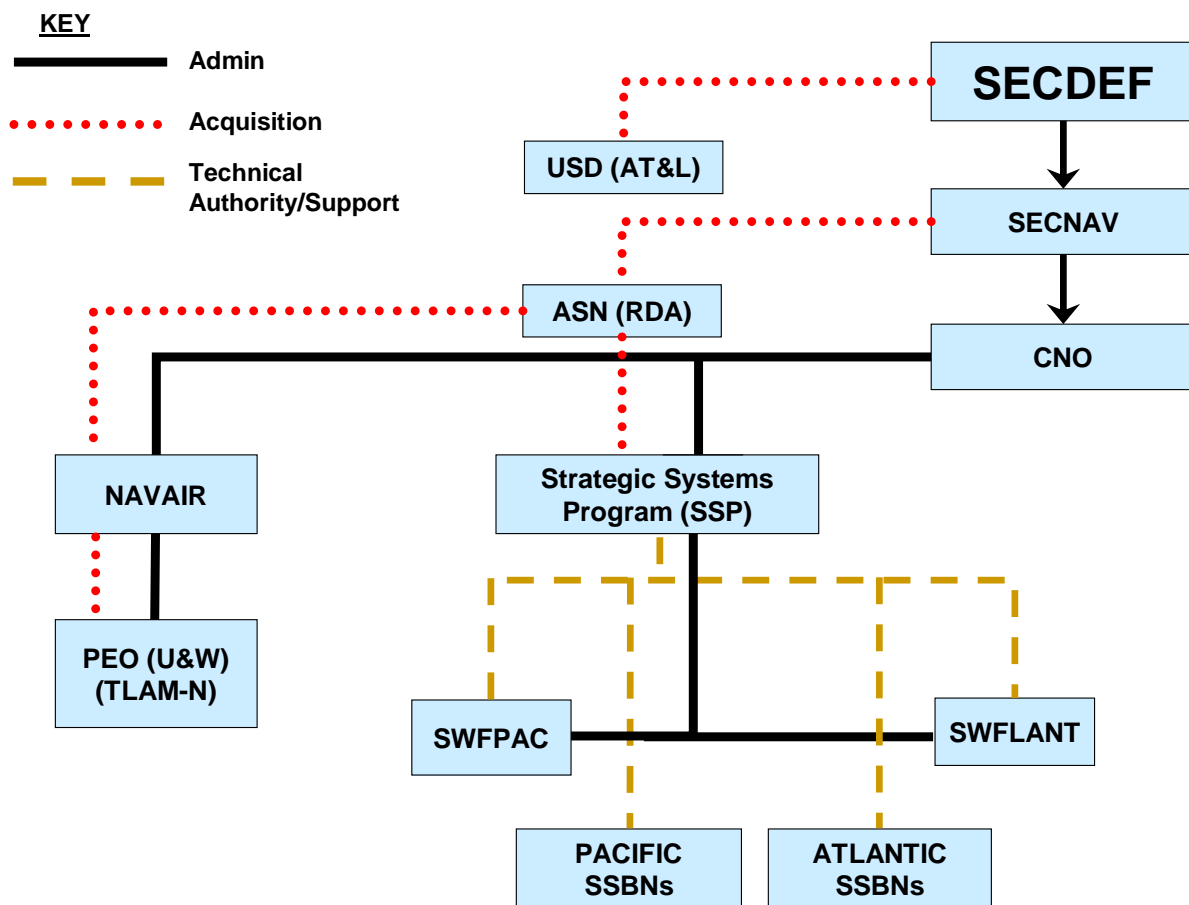 KEY
Admin
Acquisition
Technical
Authority/Support
SECDEF
USD (AT&L)
SECNAV
ASN (RDA)
CNO
NAVAIR
Strategic Systems
Program (SSP)
PEO (U&W)
(TLAM-N)
SWFPAC
SWFLANT
PACIFIC
SSBNs
ATLANTIC
SSBNs